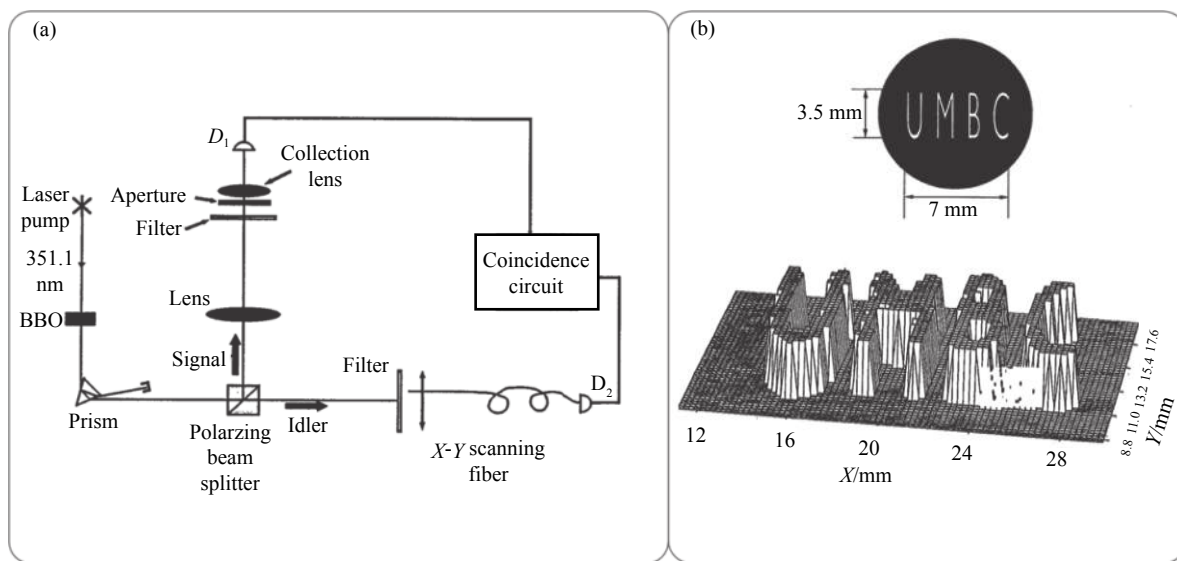 (a)
D1
Collection
lens
Aperture
Filter
Laser
pump
351.1
nm
BBO
Lens
Signal
Prism
Polarzing
beam
splitter
Idler
Filter
X-Y scanning
fiber
D2
Coincidence
circuit
(b)
3.5 mm
UMBC
7 mm
12
16
20
24
28
X/mm
8.8 11.0 13.2 15.4 17.6
Y/mm